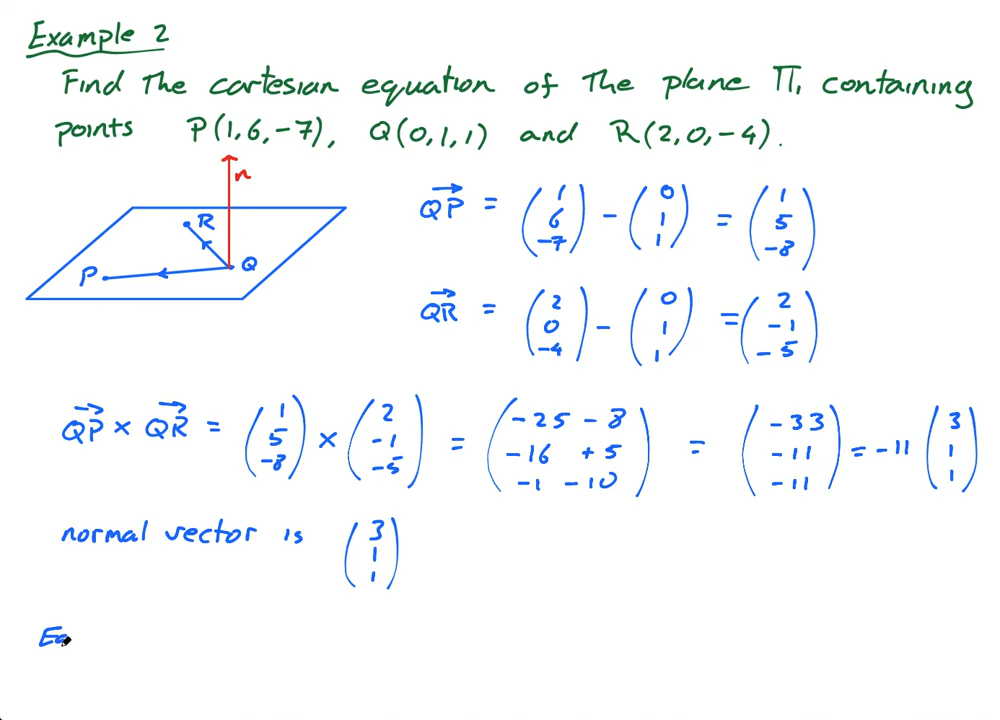 Example 2
Find the cartesian equation of the plane Π₁ containing
points P(1,6,-7), Q(0,1,1) and R(2,0,-4).
n
R
P
Q
QP→ = (1 6 -7) - (0 1 1) = (1 5 -8)
QR→ = (2 0 -4) - (0 1 1) = (2 -1 -5)
QP→ × QR→ = (1 5 -8) × (2 -1 -5) = (-25 - 8 -16 + 5 -1 - 10) = (-33 -11 -11) = -11 (3 1 1)
normal vector is (3 1 1)